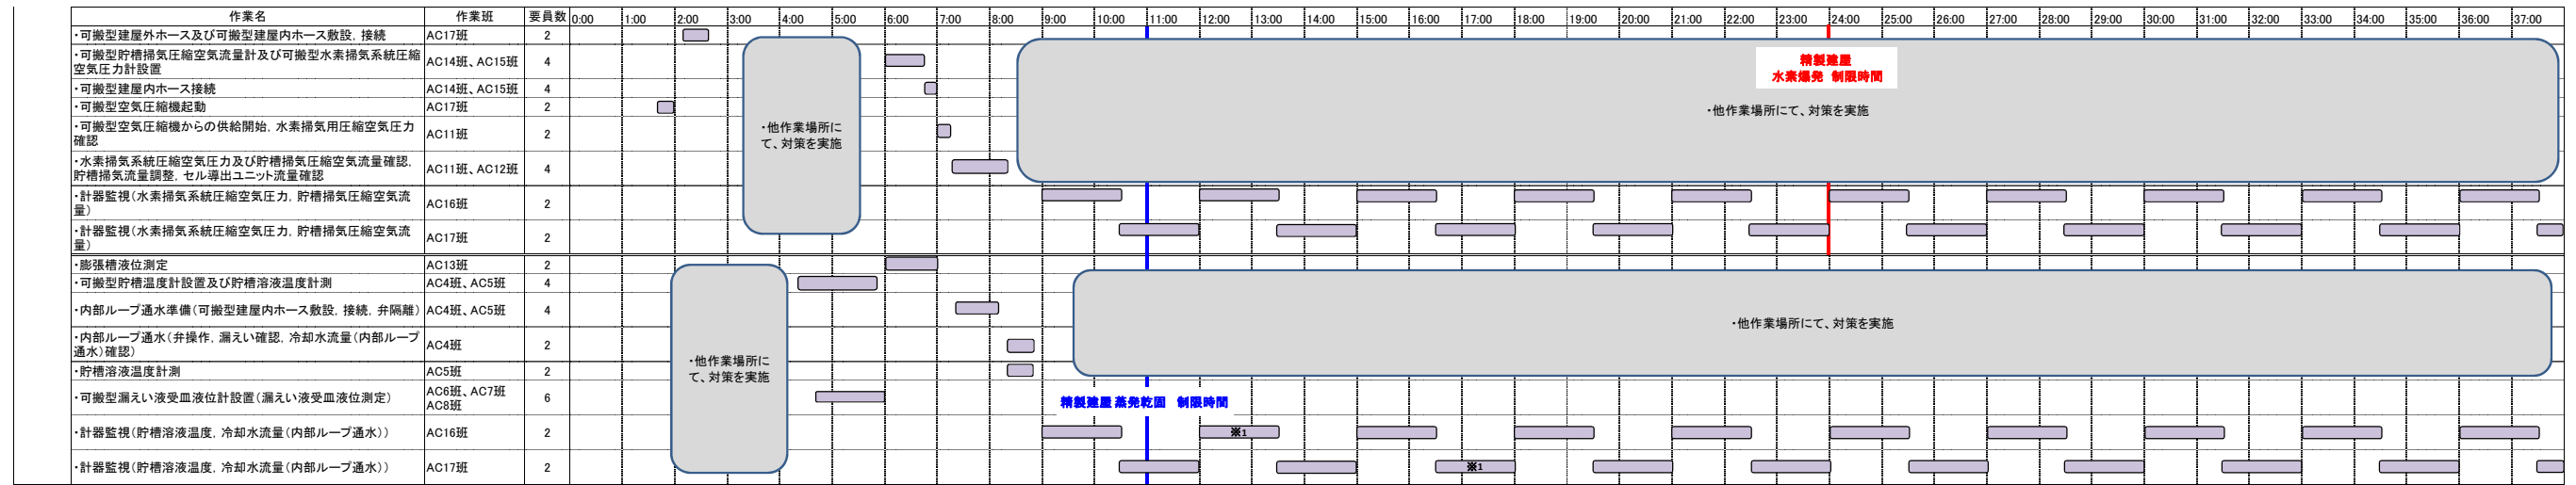 作業名 作業班 要員数 0:00 1:00 2:00 3:00 4:00 5:00 6:00 7:00 8:00 9:00 10:00 11:00 12:00 13:00 14:00 15:00 16:00 17:00 18:00 19:00 20:00 21:00 22:00 23:00 24:00 25:00 26:00 27:00 28:00 29:00 30:00 31:00 32:00 33:00 34:00 35:00 36:00 37:00
・可搬型建屋外ホース及び可搬型建屋内ホース敷設，接続 AC17班 2
・可搬型貯槽掃気圧縮空気流量計及び可搬型水素掃気系統圧縮
空気圧力計設置 AC14班、AC15班 4
・可搬型建屋内ホース接続 AC14班、AC15班 4
・可搬型空気圧縮機起動 AC17班 2
・可搬型空気圧縮機からの供給開始，水素掃気用圧縮空気圧力
確認 AC11班 2
・水素掃気系統圧縮空気圧力及び貯槽掃気圧縮空気流量確認，
貯槽掃気流量調整，セル導出ユニット流量確認 AC11班、AC12班 4
・計器監視（水素掃気系統圧縮空気圧力，貯槽掃気圧縮空気流
量） AC16班 2
・計器監視（水素掃気系統圧縮空気圧力，貯槽掃気圧縮空気流
量） AC17班 2
・他作業場所に
て、対策を実施
精製建屋
水素爆発 制限時間
・他作業場所にて、対策を実施
・膨張槽液位測定 AC13班 2
・可搬型貯槽温度計設置及び貯槽溶液温度計測 AC4班、AC5班 4
・内部ループ通水準備（可搬型建屋内ホース敷設，接続，弁隔離） AC4班、AC5班 4
・内部ループ通水（弁操作，漏えい確認，冷却水流量（内部ループ
通水）確認） AC4班 2
・貯槽溶液温度計測 AC5班 2
・可搬型漏えい液受皿液位計設置（漏えい液受皿液位測定） AC6班、AC7班
AC8班 6
・計器監視（貯槽溶液温度，冷却水流量（内部ループ通水）） AC16班 2 ※1
・計器監視（貯槽溶液温度，冷却水流量（内部ループ通水）） AC17班 2 ※1
・他作業場所に
て、対策を実施
・他作業場所にて、対策を実施
精製建屋 蒸発乾固 制限時間